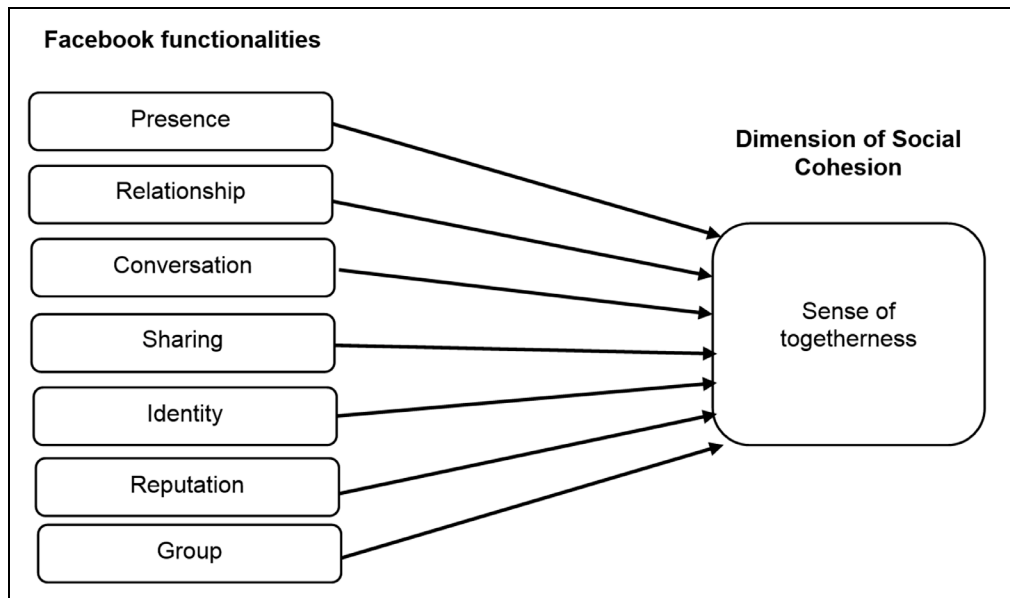 Facebook functionalities
Presence
Relationship
Conversation
Sharing
Identity
Reputation
Group
Dimension of Social
Cohesion
Sense of
togetherness